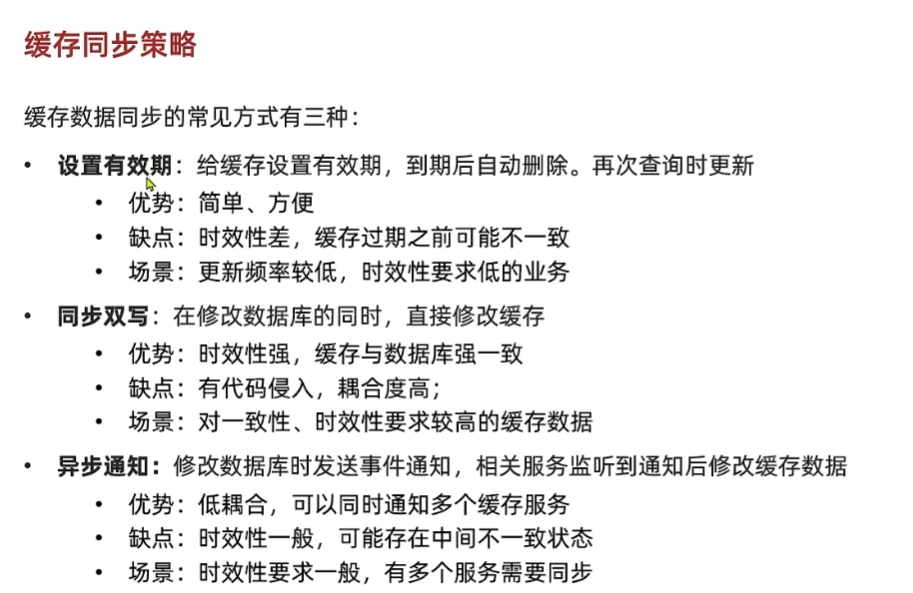 缓存同步策略
缓存数据同步的常见方式有三种：
• 设置有效期：给缓存设置有效期，到期后自动删除。再次查询时更新
• 优势：简单、方便
• 缺点：时效性差，缓存过期之前可能不一致
• 场景：更新频率较低，时效性要求低的业务
• 同步双写：在修改数据库的同时，直接修改缓存
• 优势：时效性强，缓存与数据库强一致
• 缺点：有代码侵入，耦合度高；
• 场景：对一致性、时效性要求较高的缓存数据
• 异步通知：修改数据库时发送事件通知，相关服务监听到通知后修改缓存数据
• 优势：低耦合，可以同时通知多个缓存服务
• 缺点：时效性一般，可能存在中间不一致状态
• 场景：时效性要求一般，有多个服务需要同步